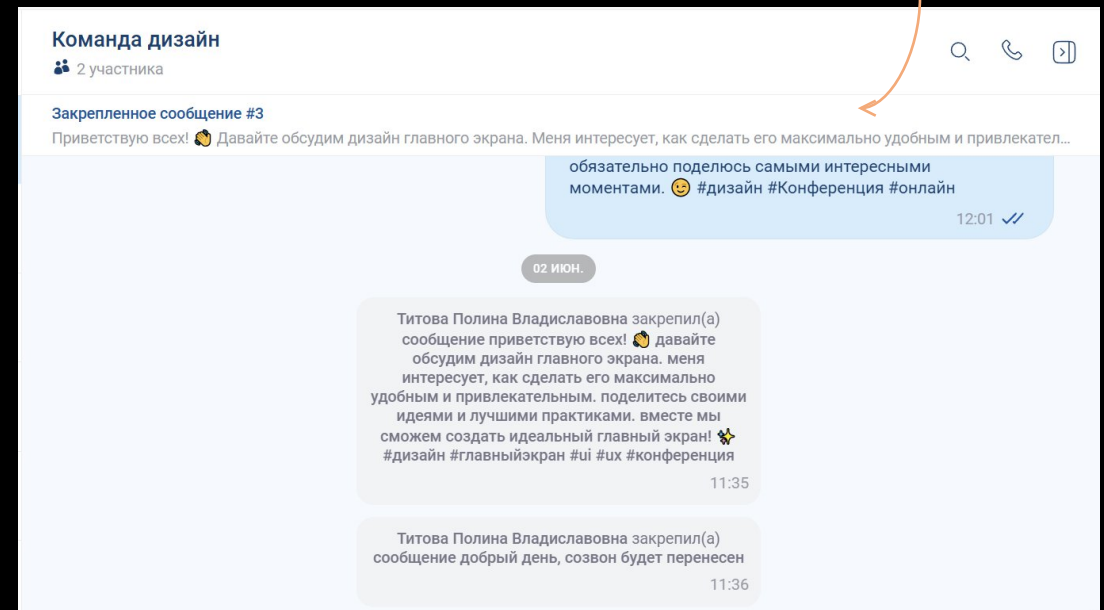 Команда дизайн
2 участника
Закрепленное сообщение #3
Приветствую всех! 👏 Давайте обсудим дизайн главного экрана. Меня интересует, как сделать его максимально удобным и привлекател...
обязательно поделюсь самыми интересными
моментами. 😉 #дизайн #Конференция #онлайн
12:01
02 ИЮН.
Титова Полина Владиславовна закрепил(а)
сообщение приветствую всех! 👏 давайте
обсудим дизайн главного экрана. меня
интересует, как сделать его максимально
удобным и привлекательным. поделитесь своими
идеями и лучшими практиками. вместе мы
сможем создать идеальный главный экран! ✨
#дизайн #главныйэкран #ui #ux #конференция
11:35
Титова Полина Владиславовна закрепил(а)
сообщение добрый день, созвон будет перенесен
11:36